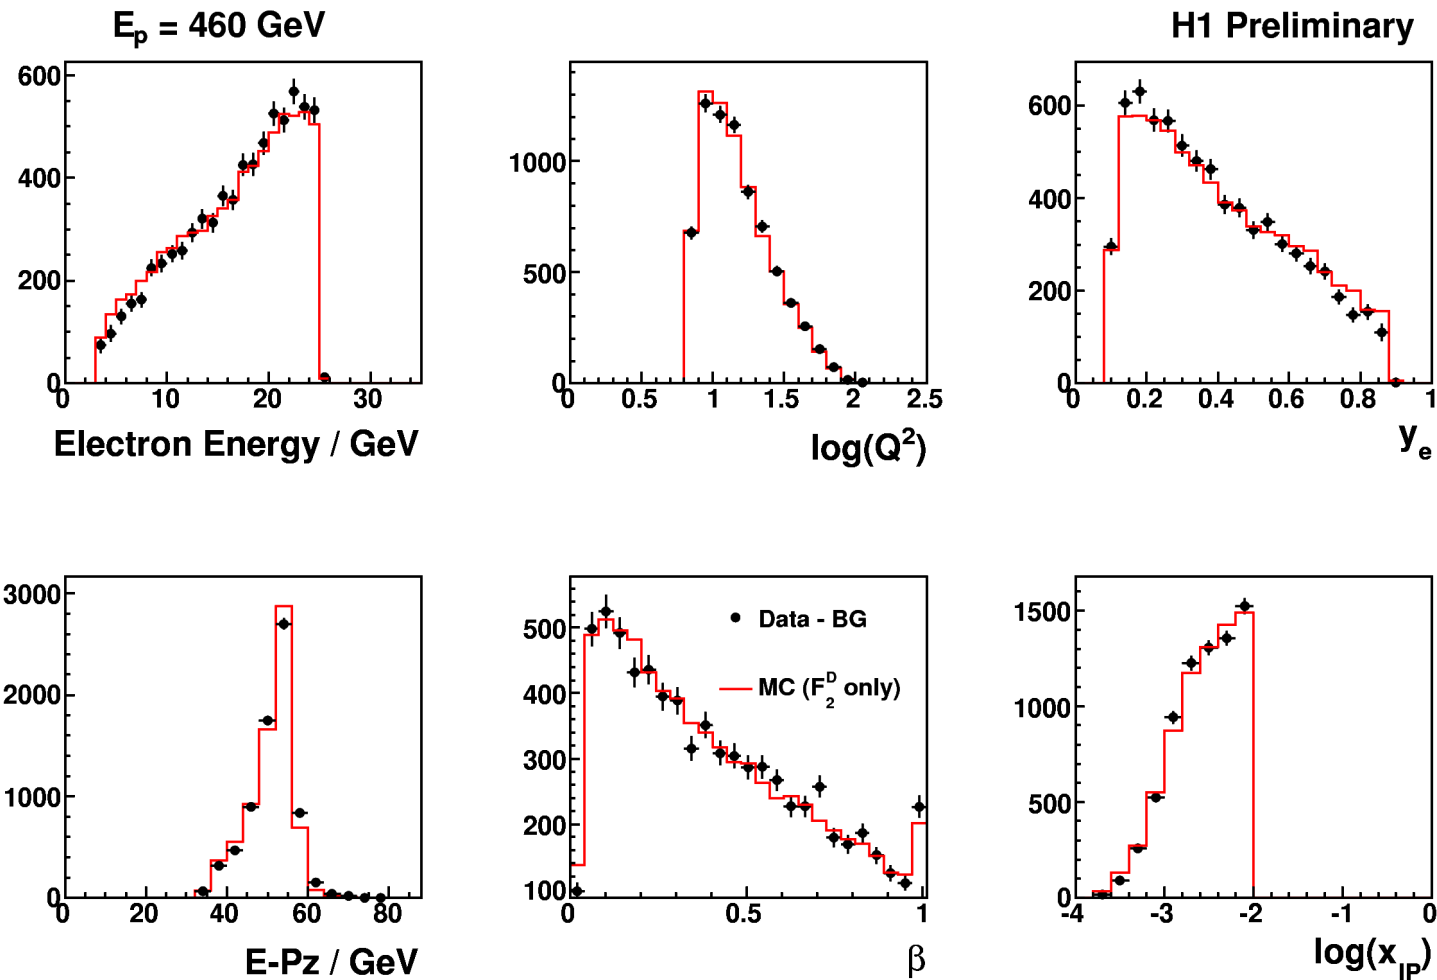 E_p = 460 GeV
H1 Preliminary
600
400
200
0
0 10 20 30
Electron Energy / GeV
1000
500
0
0 0.5 1 1.5 2 2.5
log(Q²)
600
400
200
0
0 0.2 0.4 0.6 0.8 1
y_e
3000
2000
1000
0
0 20 40 60 80
E-Pz / GeV
500
400
300
200
100
0 0.5 1
Data - BG
MC (F_2^D only)
β
1500
1000
500
0
-4 -3 -2 -1 0
log(x_IP)